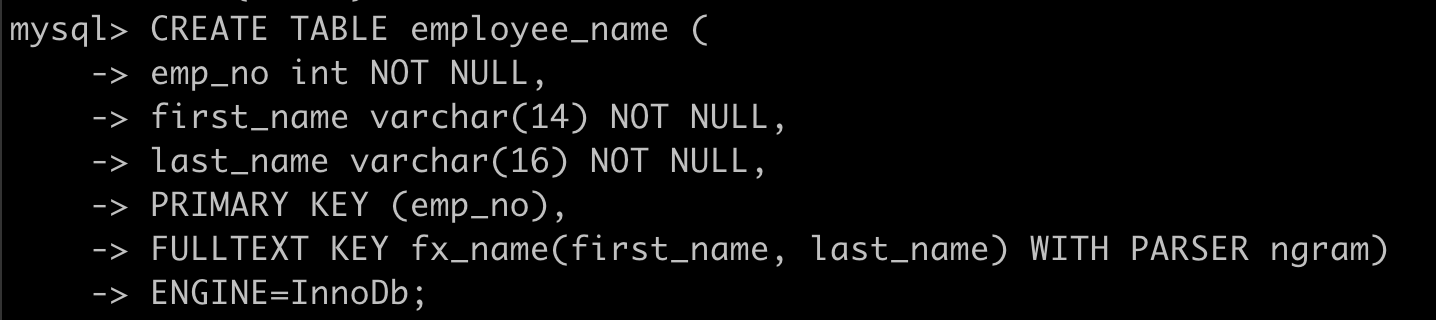 mysql> CREATE TABLE employee_name (
    -> emp_no int NOT NULL,
    -> first_name varchar(14) NOT NULL,
    -> last_name varchar(16) NOT NULL,
    -> PRIMARY KEY (emp_no),
    -> FULLTEXT KEY fx_name(first_name, last_name) WITH PARSER ngram)
    -> ENGINE=InnoDb;